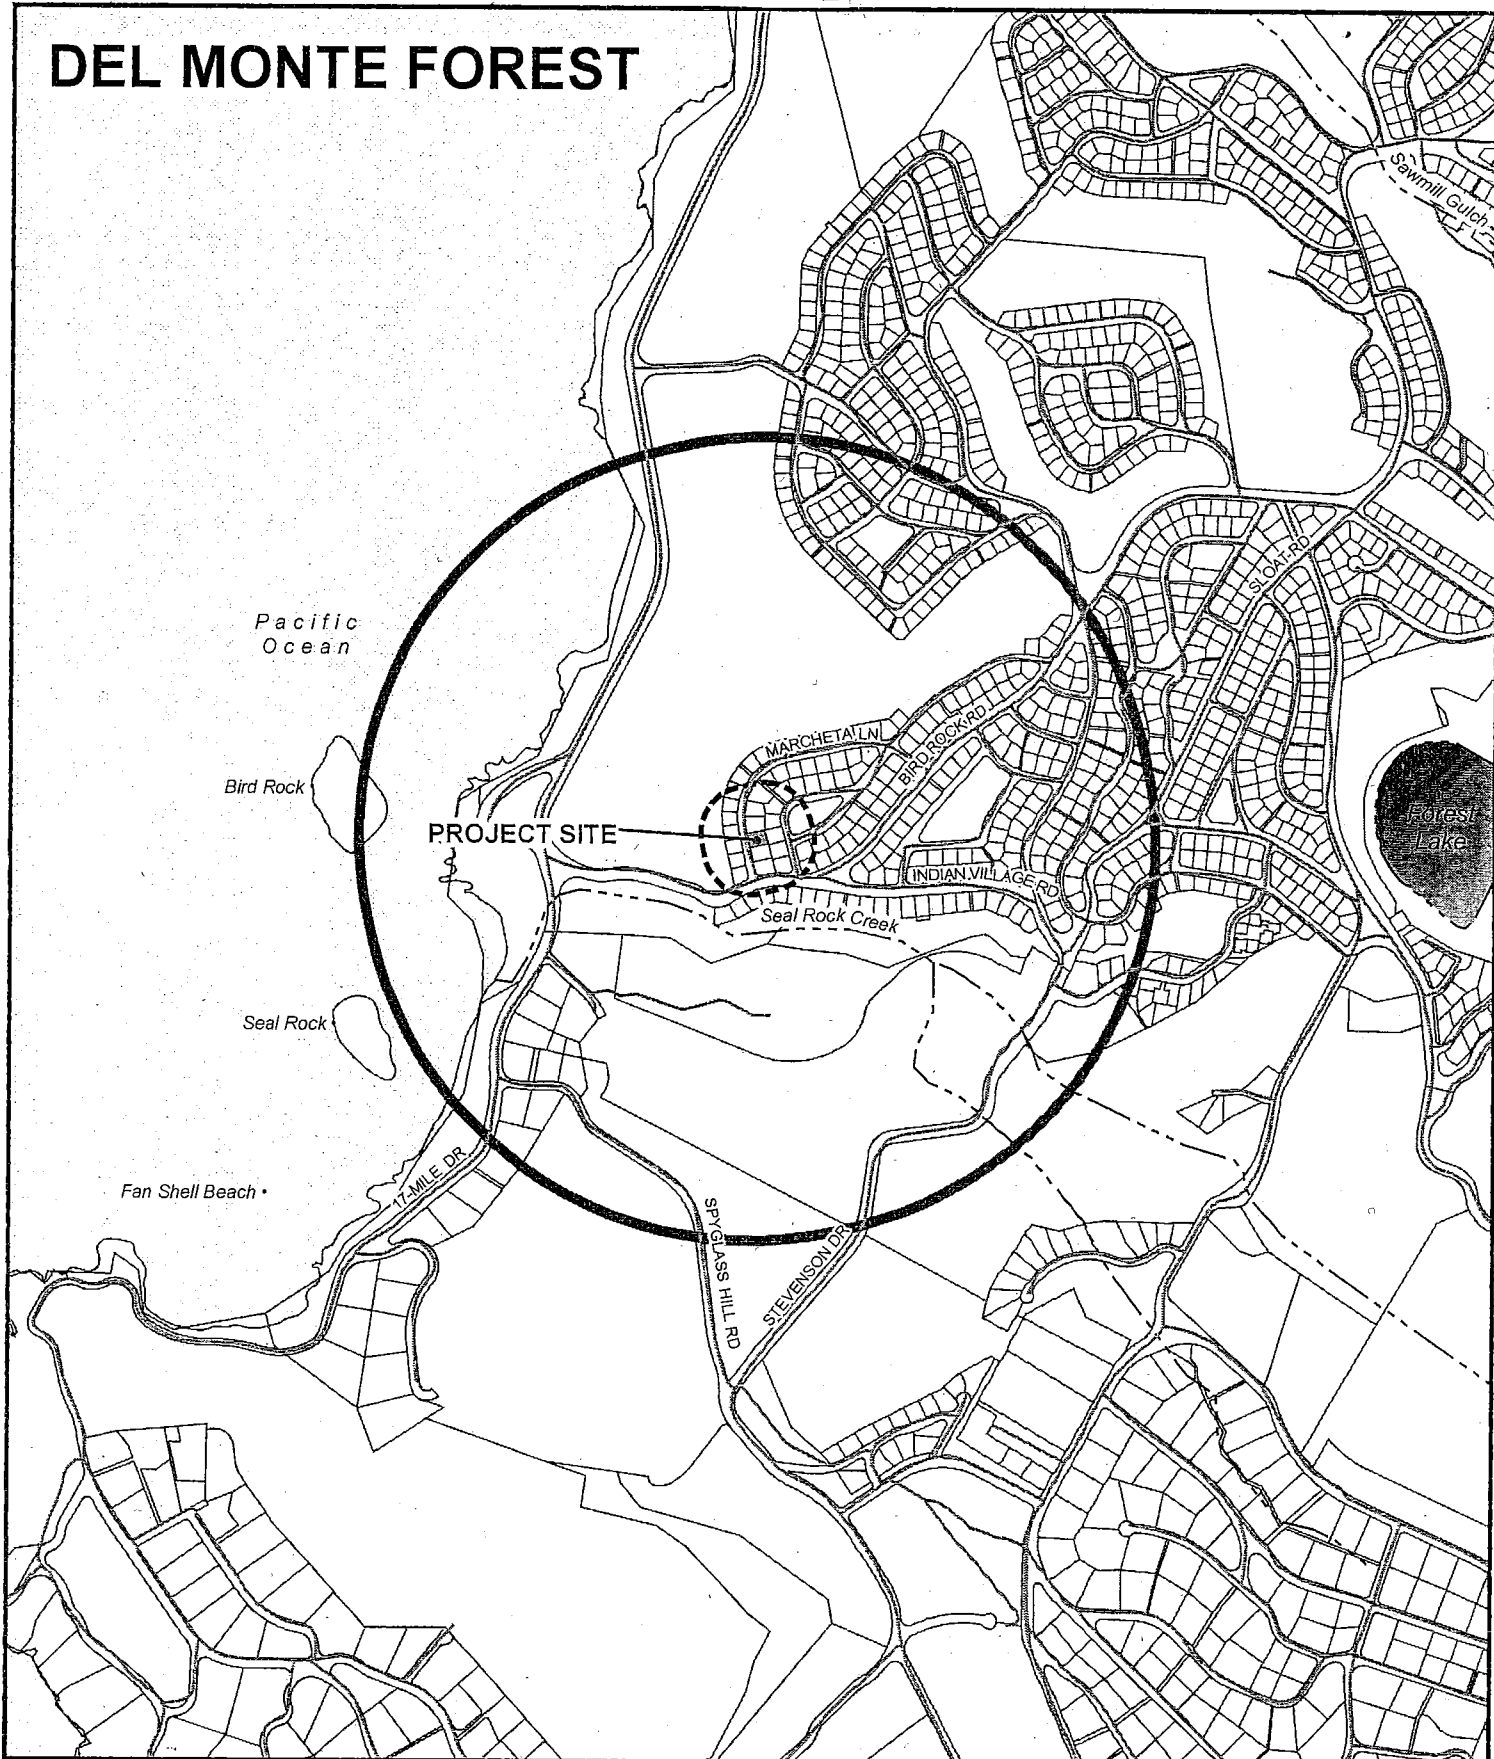 DEL MONTE FOREST
Sawmill Gulch
SLOAT RD
Pacific
Ocean
MARCHETA LN
BIRD ROCK RD
Bird Rock
PROJECT SITE
Forest
Lake
INDIAN VILLAGE RD
Seal Rock Creek
Seal Rock
17-MILE DR
Fan Shell Beach
SPYGLASS HILL RD
STEVENSON DR